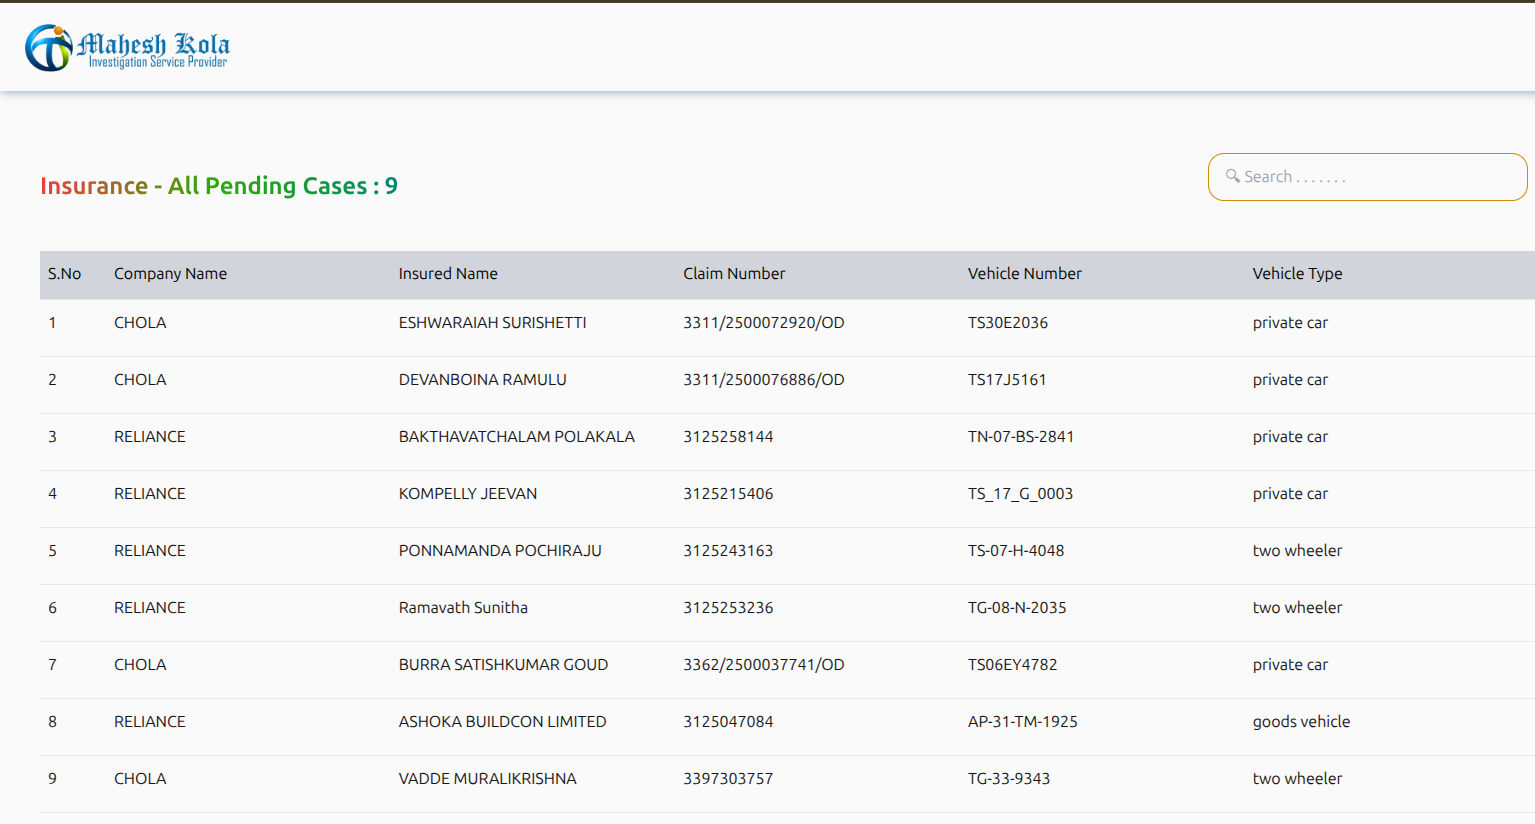 Mahesh Kola
Investigation Service Provider
Insurance - All Pending Cases : 9
🔍 Search . . . . . . .
S.No Company Name Insured Name Claim Number Vehicle Number Vehicle Type
1 CHOLA ESHWARAIAH SURISHETTI 3311/2500072920/OD TS30E2036 private car
2 CHOLA DEVANBOINA RAMULU 3311/2500076886/OD TS17J5161 private car
3 RELIANCE BAKTHAVATCHALAM POLAKALA 3125258144 TN-07-BS-2841 private car
4 RELIANCE KOMPELLY JEEVAN 3125215406 TS_17_G_0003 private car
5 RELIANCE PONNAMANDA POCHIRAJU 3125243163 TS-07-H-4048 two wheeler
6 RELIANCE Ramavath Sunitha 3125253236 TG-08-N-2035 two wheeler
7 CHOLA BURRA SATISHKUMAR GOUD 3362/2500037741/OD TS06EY4782 private car
8 RELIANCE ASHOKA BUILDCON LIMITED 3125047084 AP-31-TM-1925 goods vehicle
9 CHOLA VADDE MURALIKRISHNA 3397303757 TG-33-9343 two wheeler